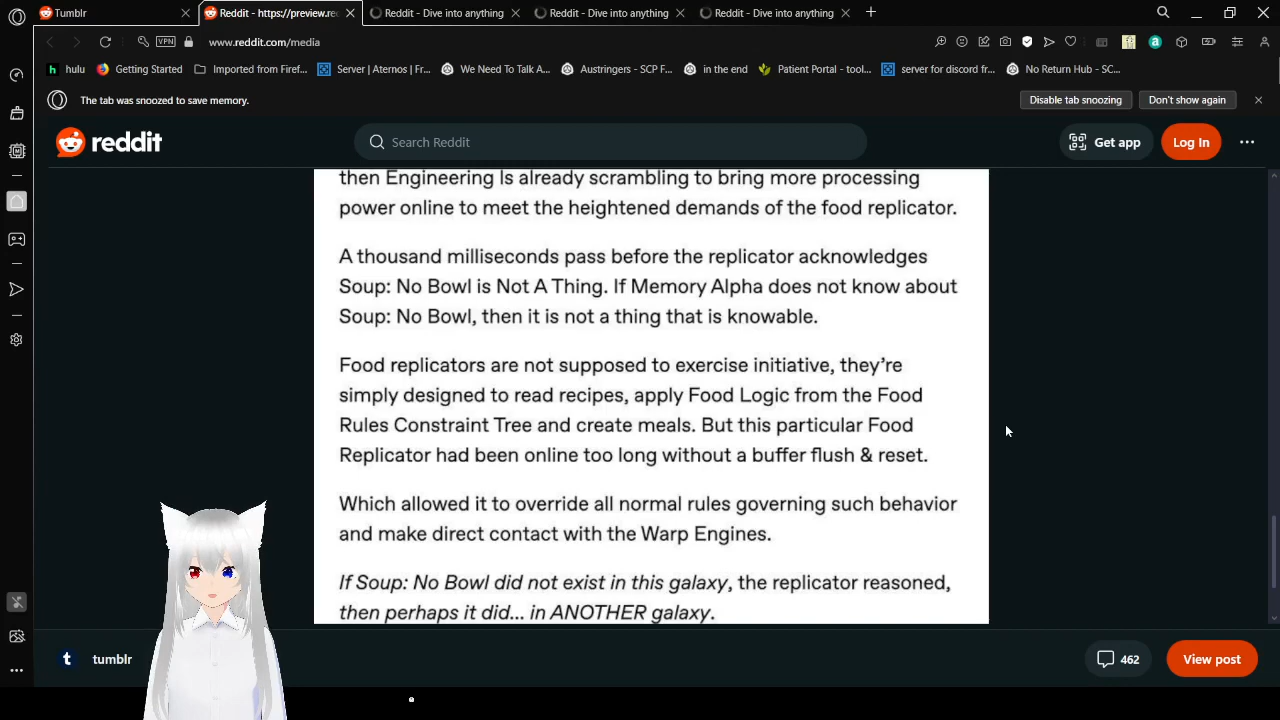 Tumblr
Reddit - https://preview.re
Reddit - Dive into anything
Reddit - Dive into anything
Reddit - Dive into anything
VPN
www.reddit.com/media
hulu
Getting Started
Imported from Firef...
Server | Aternos | Fr...
We Need To Talk A...
Austringers - SCP F...
in the end
Patient Portal - tool...
server for discord fr...
No Return Hub - SC...
The tab was snoozed to save memory.
Disable tab snoozing
Don't show again
reddit
Search Reddit
Get app
Log In
then Engineering Is already scrambling to bring more processing
power online to meet the heightened demands of the food replicator.
A thousand milliseconds pass before the replicator acknowledges
Soup: No Bowl is Not A Thing. If Memory Alpha does not know about
Soup: No Bowl, then it is not a thing that is knowable.
Food replicators are not supposed to exercise initiative, they're
simply designed to read recipes, apply Food Logic from the Food
Rules Constraint Tree and create meals. But this particular Food
Replicator had been online too long without a buffer flush & reset.
Which allowed it to override all normal rules governing such behavior
and make direct contact with the Warp Engines.
If Soup: No Bowl did not exist in this galaxy, the replicator reasoned,
then perhaps it did... in ANOTHER galaxy.
t
tumblr
462
View post